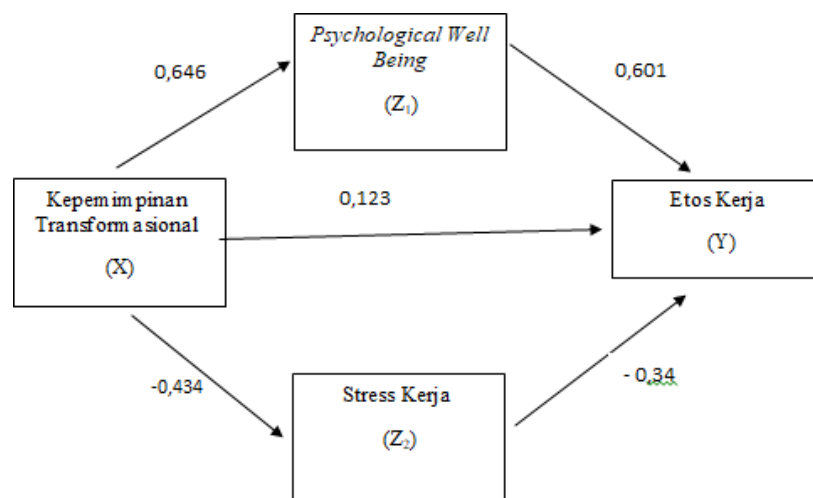 Psychological Well
Being
(Z₁)
0,646
0,601
Kepemimpinan
Transformasional
(X)
0,123
Etos Kerja
(Y)
-0,434
Stress Kerja
(Z₂)
- 0,34